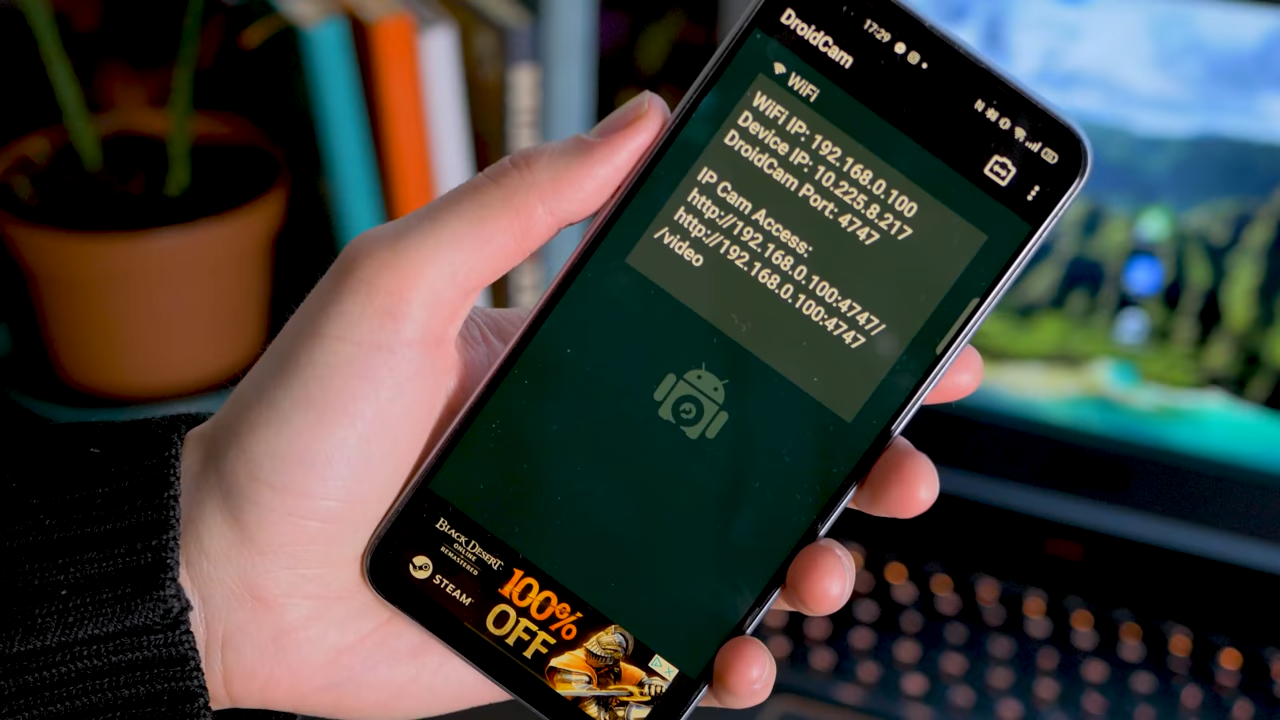 17:29
DroidCam
WiFi
WiFi IP: 192.168.0.100
Device IP: 10.225.8.217
DroidCam Port: 4747
IP Cam Access:
http://192.168.0.100:4747/
http://192.168.0.100:4747
/video
BLACK DESERT
ONLINE
REMASTERED
STEAM
100%
OFF